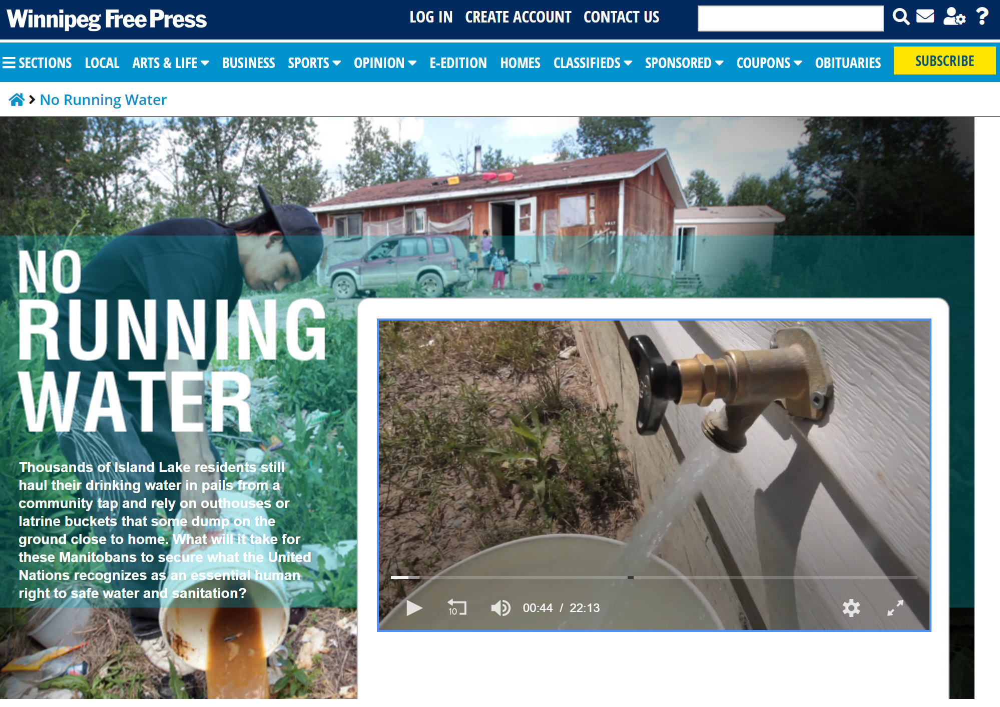 Winnipeg Free Press
LOG IN CREATE ACCOUNT CONTACT US
SECTIONS LOCAL ARTS & LIFE BUSINESS SPORTS OPINION E-EDITION HOMES CLASSIFIEDS SPONSORED COUPONS OBITUARIES SUBSCRIBE
No Running Water
NO
RUNNING
WATER
Thousands of Island Lake residents still
haul their drinking water in pails from a
community tap and rely on outhouses or
latrine buckets that some dump on the
ground close to home. What will it take for
these Manitobans to secure what the United
Nations recognizes as an essential human
right to safe water and sanitation?
10 00:44 / 22:13